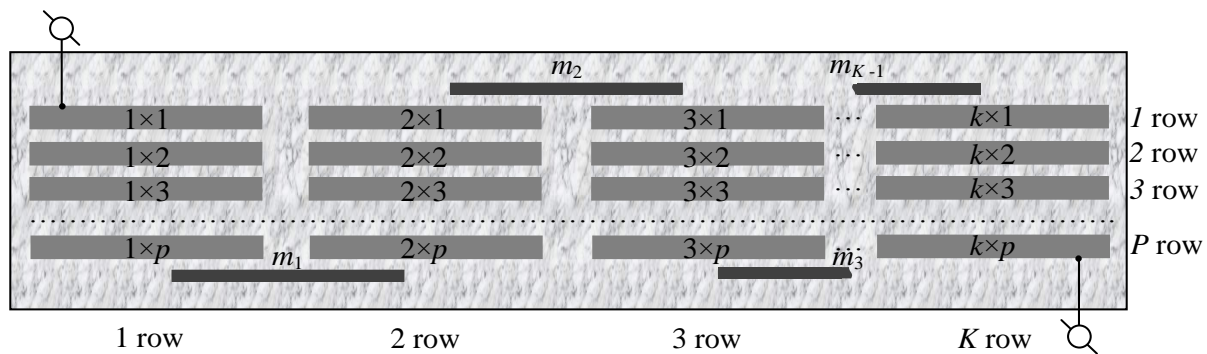 m₂ m_K-1
1×1 2×1 3×1 ... k×1 1 row
1×2 2×2 3×2 ... k×2 2 row
1×3 2×3 3×3 ... k×3 3 row
1×p 2×p 3×p ... k×p P row
m₁ m₃
1 row 2 row 3 row K row